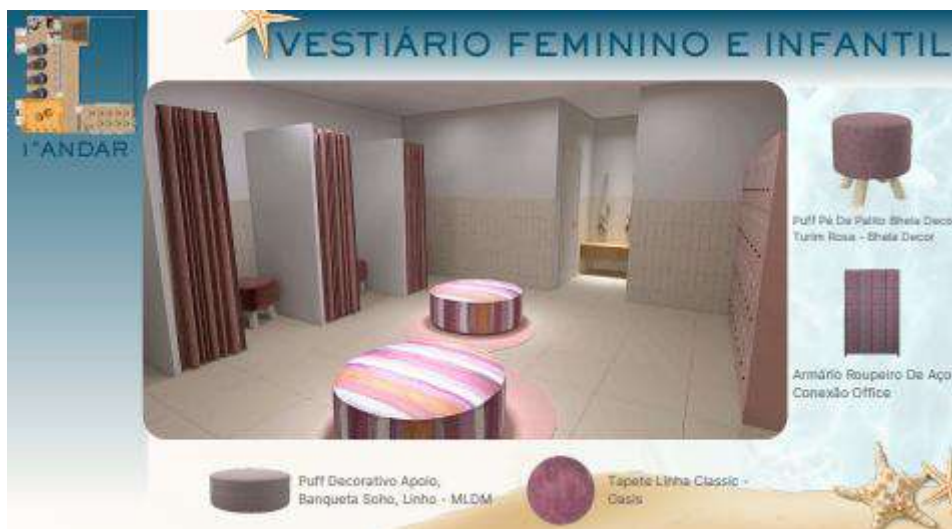 VESTIÁRIO FEMININO E INFANTIL
1°ANDAR
Puff Pé De Palito Bhela Deco
Turim Rosa - Bhela Decor
Armário Roupeiro De Aço
Conexão Office
Puff Decorativo Apoio,
Banqueta Soho, Linho - MLDM
Tapete Linha Classic -
Oasis